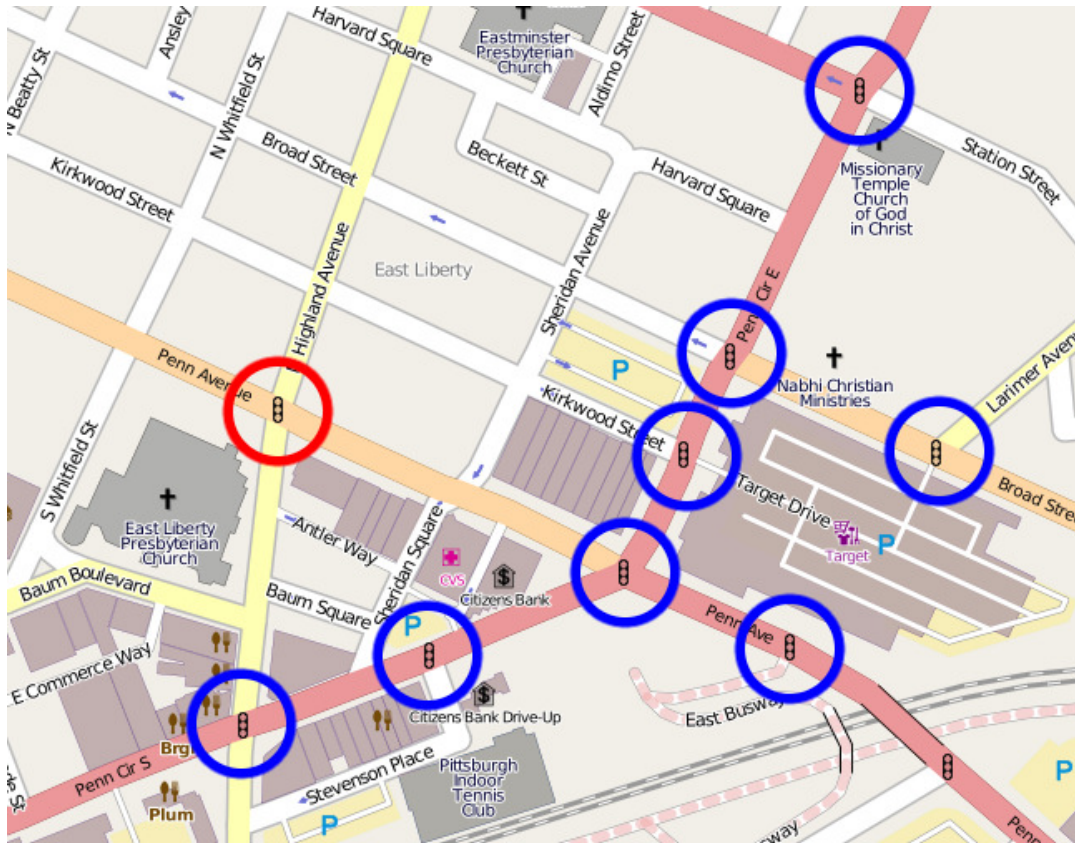 Ansley
Harvard Square
Eastminster
Presbyterian
Church
Aldimo Street
N Beatty St
N Whitfield St
Broad Street
Beckett St
Harvard Square
Station Street
Missionary
Temple
Church
of God
in Christ
Kirkwood Street
Highland Avenue
East Liberty
Sheridan Avenue
Penn Cir E
Penn Avenue
P
Nabhi Christian
Ministries
Larimer Aven
Kirkwood Street
S Whitfield St
East Liberty
Presbyterian
Church
Antler Way
Sheridan Square
Target Drive
Target
P
Broad Stree
CVS
Citizens Bank
Baum Boulevard
Baum Square
P
Penn Ave
E Commerce Way
East Busway
Citizens Bank Drive-Up
Brg
Penn Cir S
Stevenson Place
Pittsburgh
Indoor
Tennis
Club
Plum
P
P
Penn